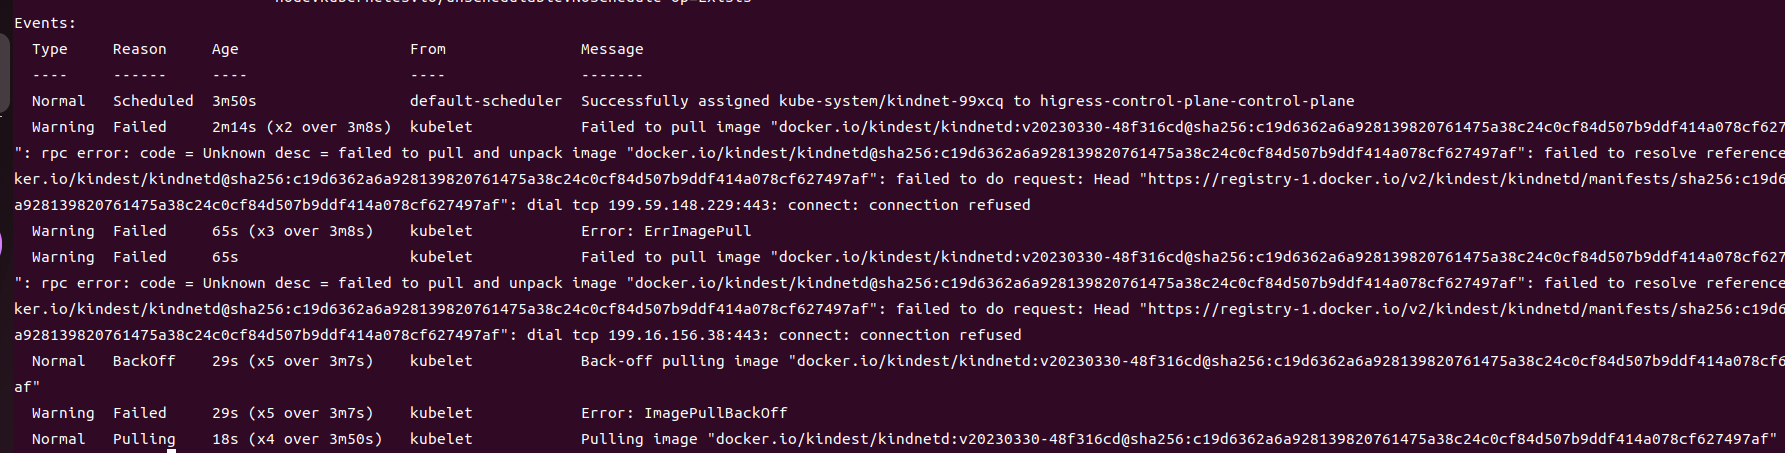 Events:
Type Reason Age From Message
---- ------ ---- ---- -------
Normal Scheduled 3m50s default-scheduler Successfully assigned kube-system/kindnet-99xcq to higress-control-plane-control-plane
Warning Failed 2m14s (x2 over 3m8s) kubelet Failed to pull image "docker.io/kindest/kindnetd:v20230330-48f316cd@sha256:c19d6362a6a928139820761475a38c24c0cf84d507b9ddf414a078cf627
": rpc error: code = Unknown desc = failed to pull and unpack image "docker.io/kindest/kindnetd@sha256:c19d6362a6a928139820761475a38c24c0cf84d507b9ddf414a078cf627497af": failed to resolve reference
ker.io/kindest/kindnetd@sha256:c19d6362a6a928139820761475a38c24c0cf84d507b9ddf414a078cf627497af": failed to do request: Head "https://registry-1.docker.io/v2/kindest/kindnetd/manifests/sha256:c19d6
a928139820761475a38c24c0cf84d507b9ddf414a078cf627497af": dial tcp 199.59.148.229:443: connect: connection refused
Warning Failed 65s (x3 over 3m8s) kubelet Error: ErrImagePull
Warning Failed 65s kubelet Failed to pull image "docker.io/kindest/kindnetd:v20230330-48f316cd@sha256:c19d6362a6a928139820761475a38c24c0cf84d507b9ddf414a078cf627
": rpc error: code = Unknown desc = failed to pull and unpack image "docker.io/kindest/kindnetd@sha256:c19d6362a6a928139820761475a38c24c0cf84d507b9ddf414a078cf627497af": failed to resolve reference
ker.io/kindest/kindnetd@sha256:c19d6362a6a928139820761475a38c24c0cf84d507b9ddf414a078cf627497af": failed to do request: Head "https://registry-1.docker.io/v2/kindest/kindnetd/manifests/sha256:c19d6
a928139820761475a38c24c0cf84d507b9ddf414a078cf627497af": dial tcp 199.16.156.38:443: connect: connection refused
Normal BackOff 29s (x5 over 3m7s) kubelet Back-off pulling image "docker.io/kindest/kindnetd:v20230330-48f316cd@sha256:c19d6362a6a928139820761475a38c24c0cf84d507b9ddf414a078cf6
af"
Warning Failed 29s (x5 over 3m7s) kubelet Error: ImagePullBackOff
Normal Pulling 18s (x4 over 3m50s) kubelet Pulling image "docker.io/kindest/kindnetd:v20230330-48f316cd@sha256:c19d6362a6a928139820761475a38c24c0cf84d507b9ddf414a078cf627497af"